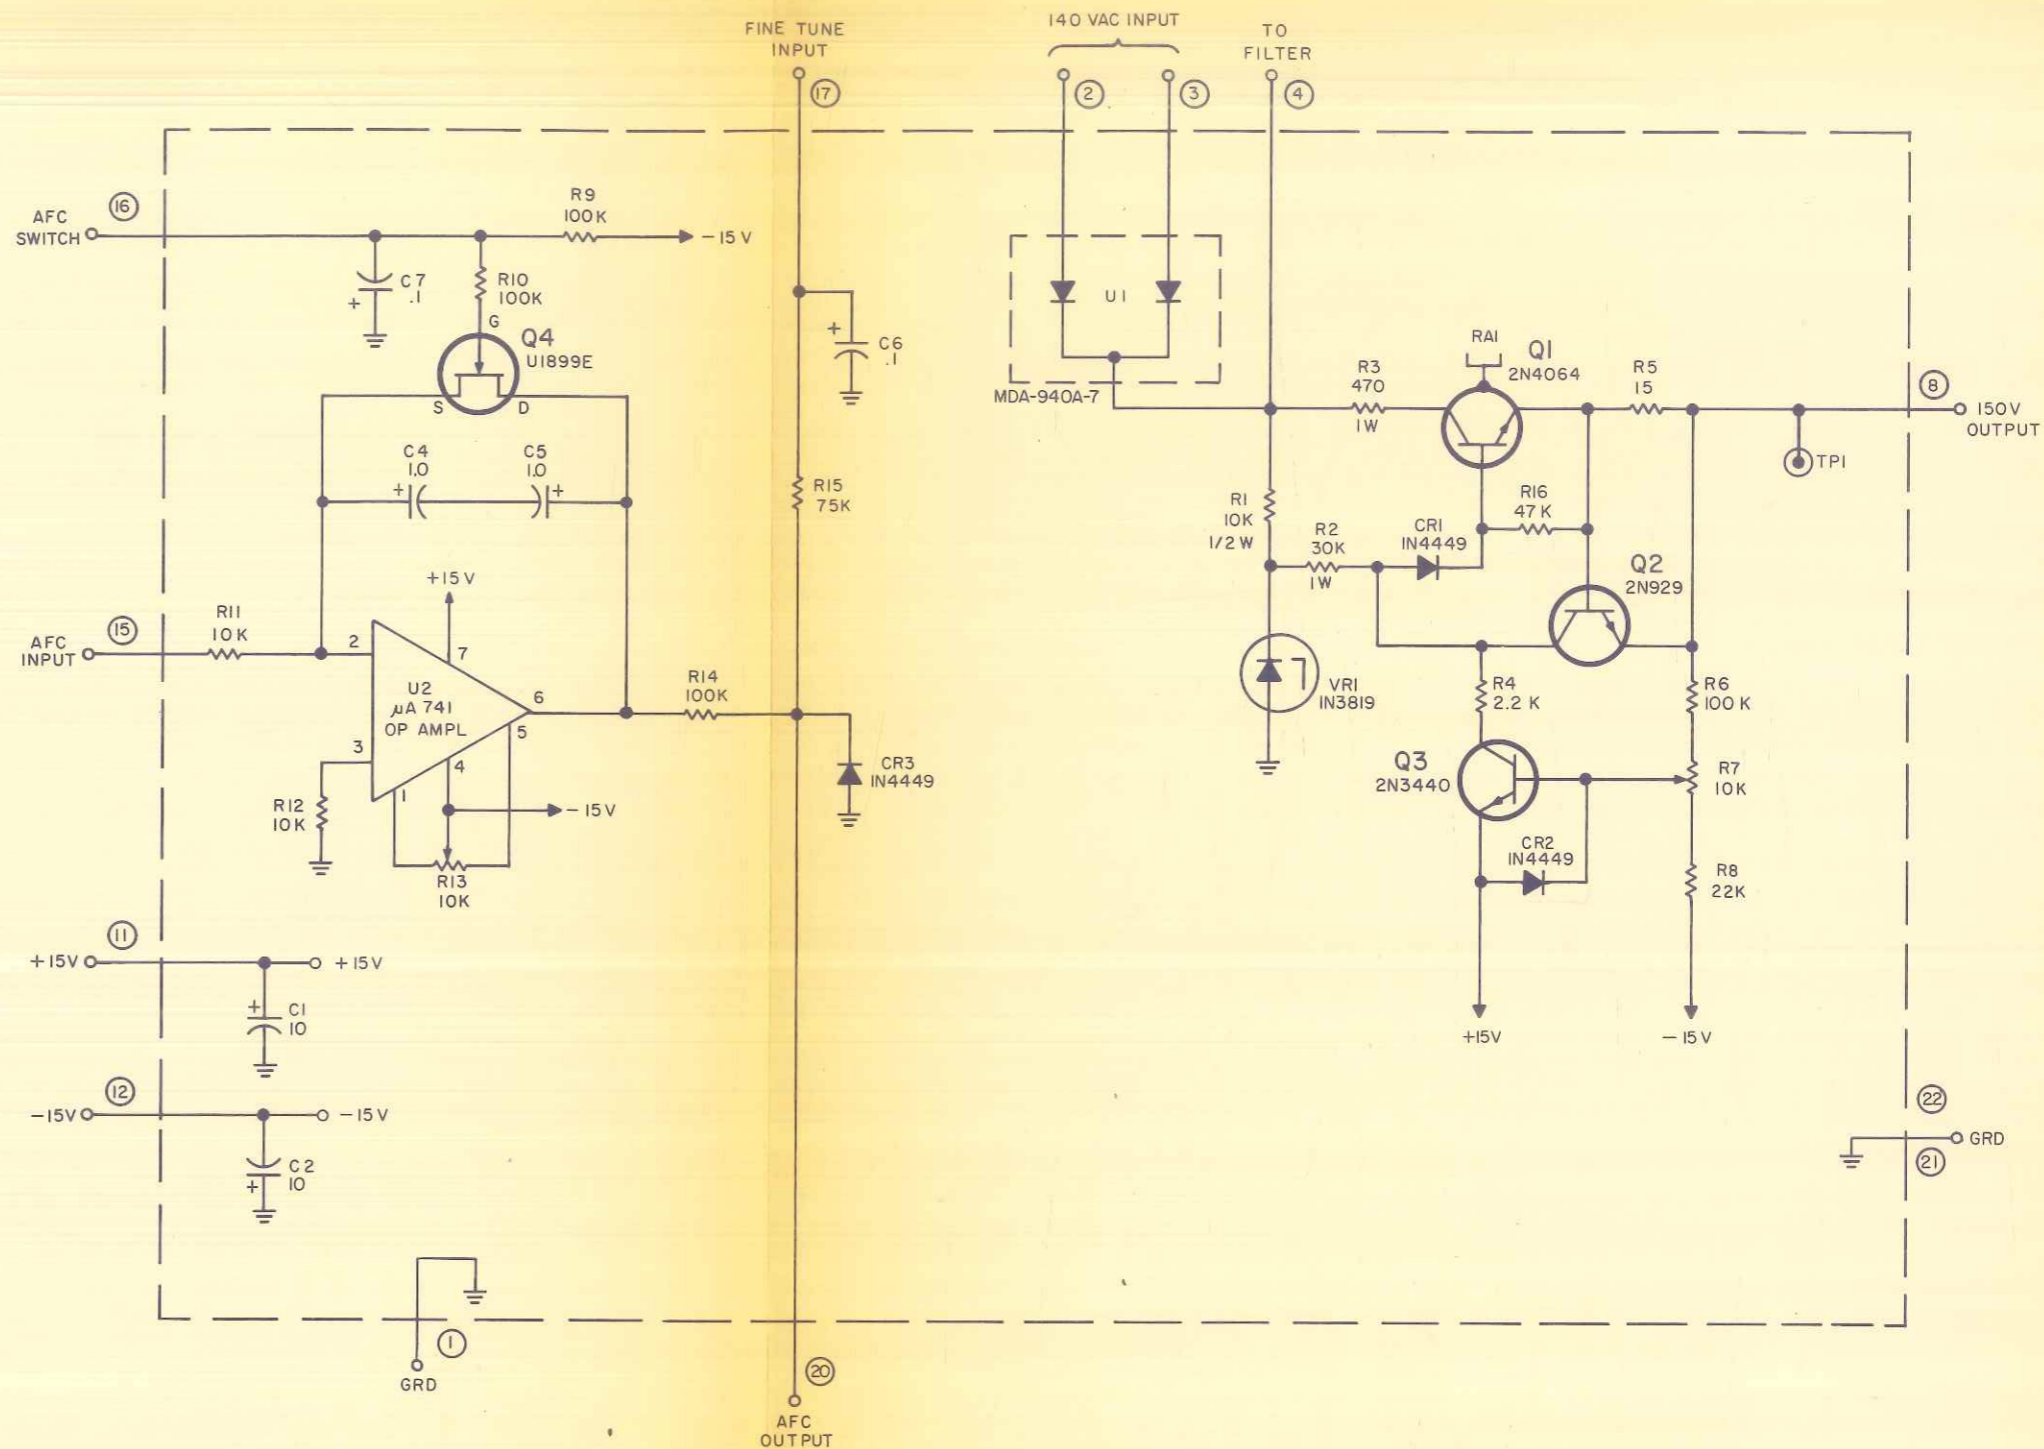 FINE TUNE
INPUT
17
140 VAC INPUT
2
3
TO
FILTER
4
AFC
SWITCH
16
R9
100K
-15V
C7
.1
+
R10
100K
G
Q4
U1899E
S
D
C4
1.0
+
C5
1.0
+
+15V
AFC
INPUT
15
R11
10K
2
7
U2
µA 741
OP AMPL
6
3
5
4
1
R12
10K
-15V
R13
10K
R14
100K
+
C6
.1
R15
75K
CR3
IN4449
U1
MDA-940A-7
R3
470
1W
RA1
Q1
2N4064
R5
15
8
150V
OUTPUT
TP1
R1
10K
1/2 W
R2
30K
1W
CR1
IN4449
R16
47K
Q2
2N929
VR1
IN3819
R4
2.2 K
R6
100 K
Q3
2N3440
R7
10K
CR2
IN4449
R8
22K
+15V
-15V
11
+15V
+15V
+
C1
10
12
-15V
-15V
C2
10
+
22
GRD
21
1
GRD
20
AFC
OUTPUT